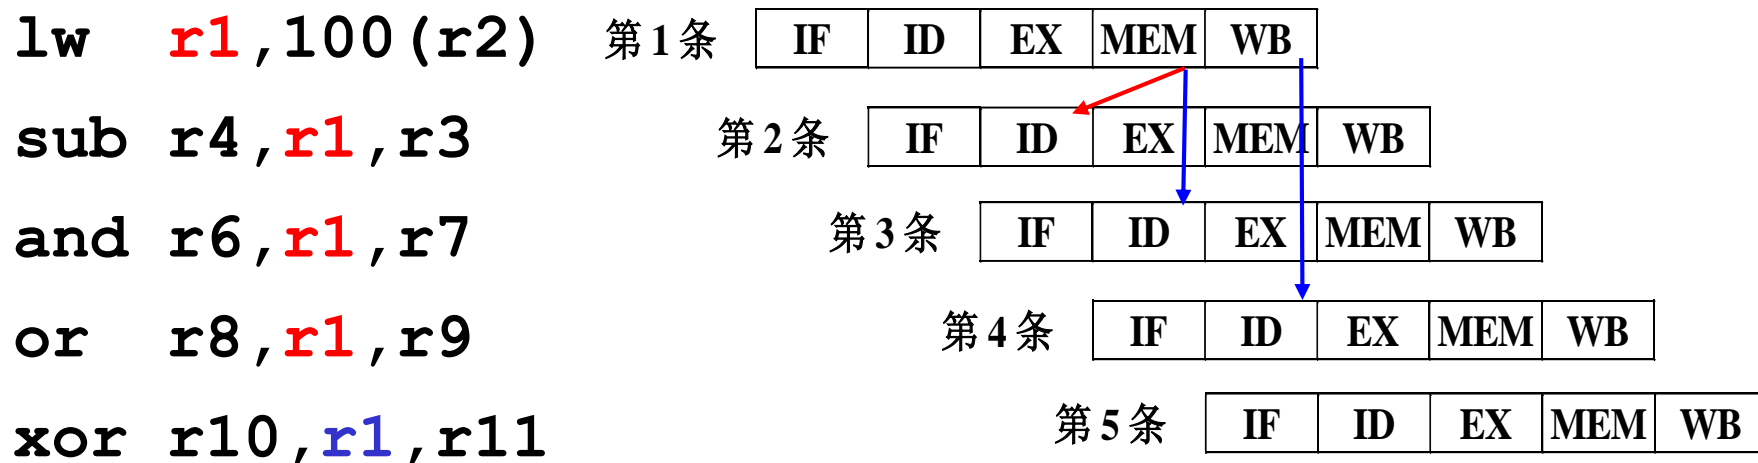 lw r1,100(r2) 第1条 IF ID EX MEM WB
sub r4,r1,r3 第2条 IF ID EX MEM WB
and r6,r1,r7 第3条 IF ID EX MEM WB
or r8,r1,r9 第4条 IF ID EX MEM WB
xor r10,r1,r11 第5条 IF ID EX MEM WB